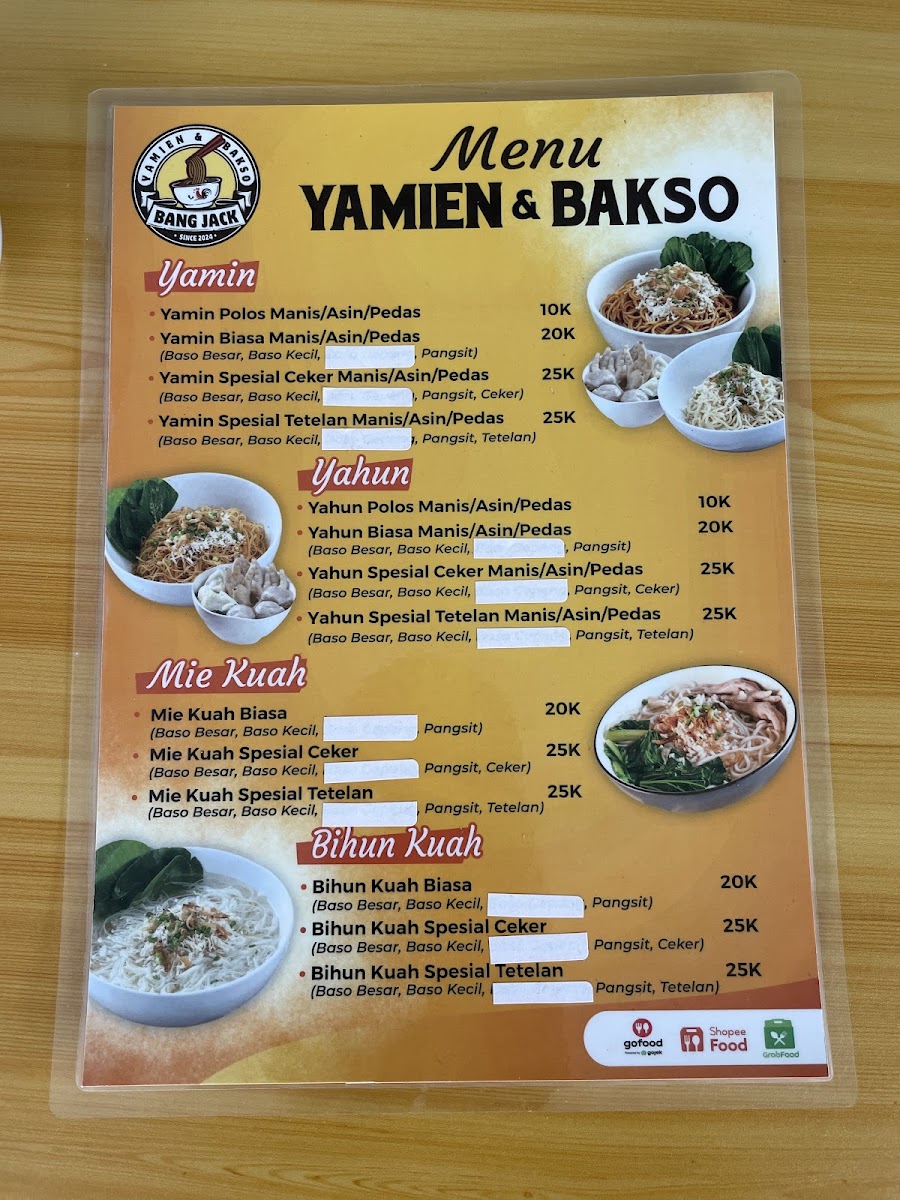 YAMIEN & BAKSO
BANG JACK
• SINCE 2024 •
Menu
YAMIEN & BAKSO
Yamin
• Yamin Polos Manis/Asin/Pedas 10K
• Yamin Biasa Manis/Asin/Pedas 20K
(Baso Besar, Baso Kecil, , Pangsit)
• Yamin Spesial Ceker Manis/Asin/Pedas 25K
(Baso Besar, Baso Kecil, , Pangsit, Ceker)
• Yamin Spesial Tetelan Manis/Asin/Pedas 25K
(Baso Besar, Baso Kecil, , Pangsit, Tetelan)
Yahun
• Yahun Polos Manis/Asin/Pedas 10K
• Yahun Biasa Manis/Asin/Pedas 20K
(Baso Besar, Baso Kecil, , Pangsit)
• Yahun Spesial Ceker Manis/Asin/Pedas 25K
(Baso Besar, Baso Kecil, , Pangsit, Ceker)
• Yahun Spesial Tetelan Manis/Asin/Pedas 25K
(Baso Besar, Baso Kecil, , Pangsit, Tetelan)
Mie Kuah
• Mie Kuah Biasa 20K
(Baso Besar, Baso Kecil, , Pangsit)
• Mie Kuah Spesial Ceker 25K
(Baso Besar, Baso Kecil, Pangsit, Ceker)
• Mie Kuah Spesial Tetelan 25K
(Baso Besar, Baso Kecil, , Pangsit, Tetelan)
Bihun Kuah
• Bihun Kuah Biasa 20K
(Baso Besar, Baso Kecil, , Pangsit)
• Bihun Kuah Spesial Ceker 25K
(Baso Besar, Baso Kecil, Pangsit, Ceker)
• Bihun Kuah Spesial Tetelan 25K
(Baso Besar, Baso Kecil, Pangsit, Tetelan)
gofood
Powered by gojek
Shopee Food
GrabFood